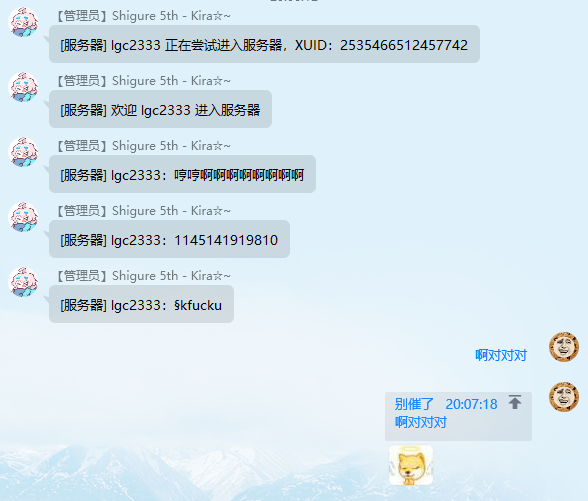 【管理员】Shigure 5th - Kira☆~
[服务器] lgc2333 正在尝试进入服务器，XUID：2535466512457742
【管理员】Shigure 5th - Kira☆~
[服务器] 欢迎 lgc2333 进入服务器
【管理员】Shigure 5th - Kira☆~
[服务器] lgc2333：哼哼啊啊啊啊啊啊啊啊
【管理员】Shigure 5th - Kira☆~
[服务器] lgc2333：1145141919810
【管理员】Shigure 5th - Kira☆~
[服务器] lgc2333：§kfucku
啊对对对
别催了 20:07:18
啊对对对